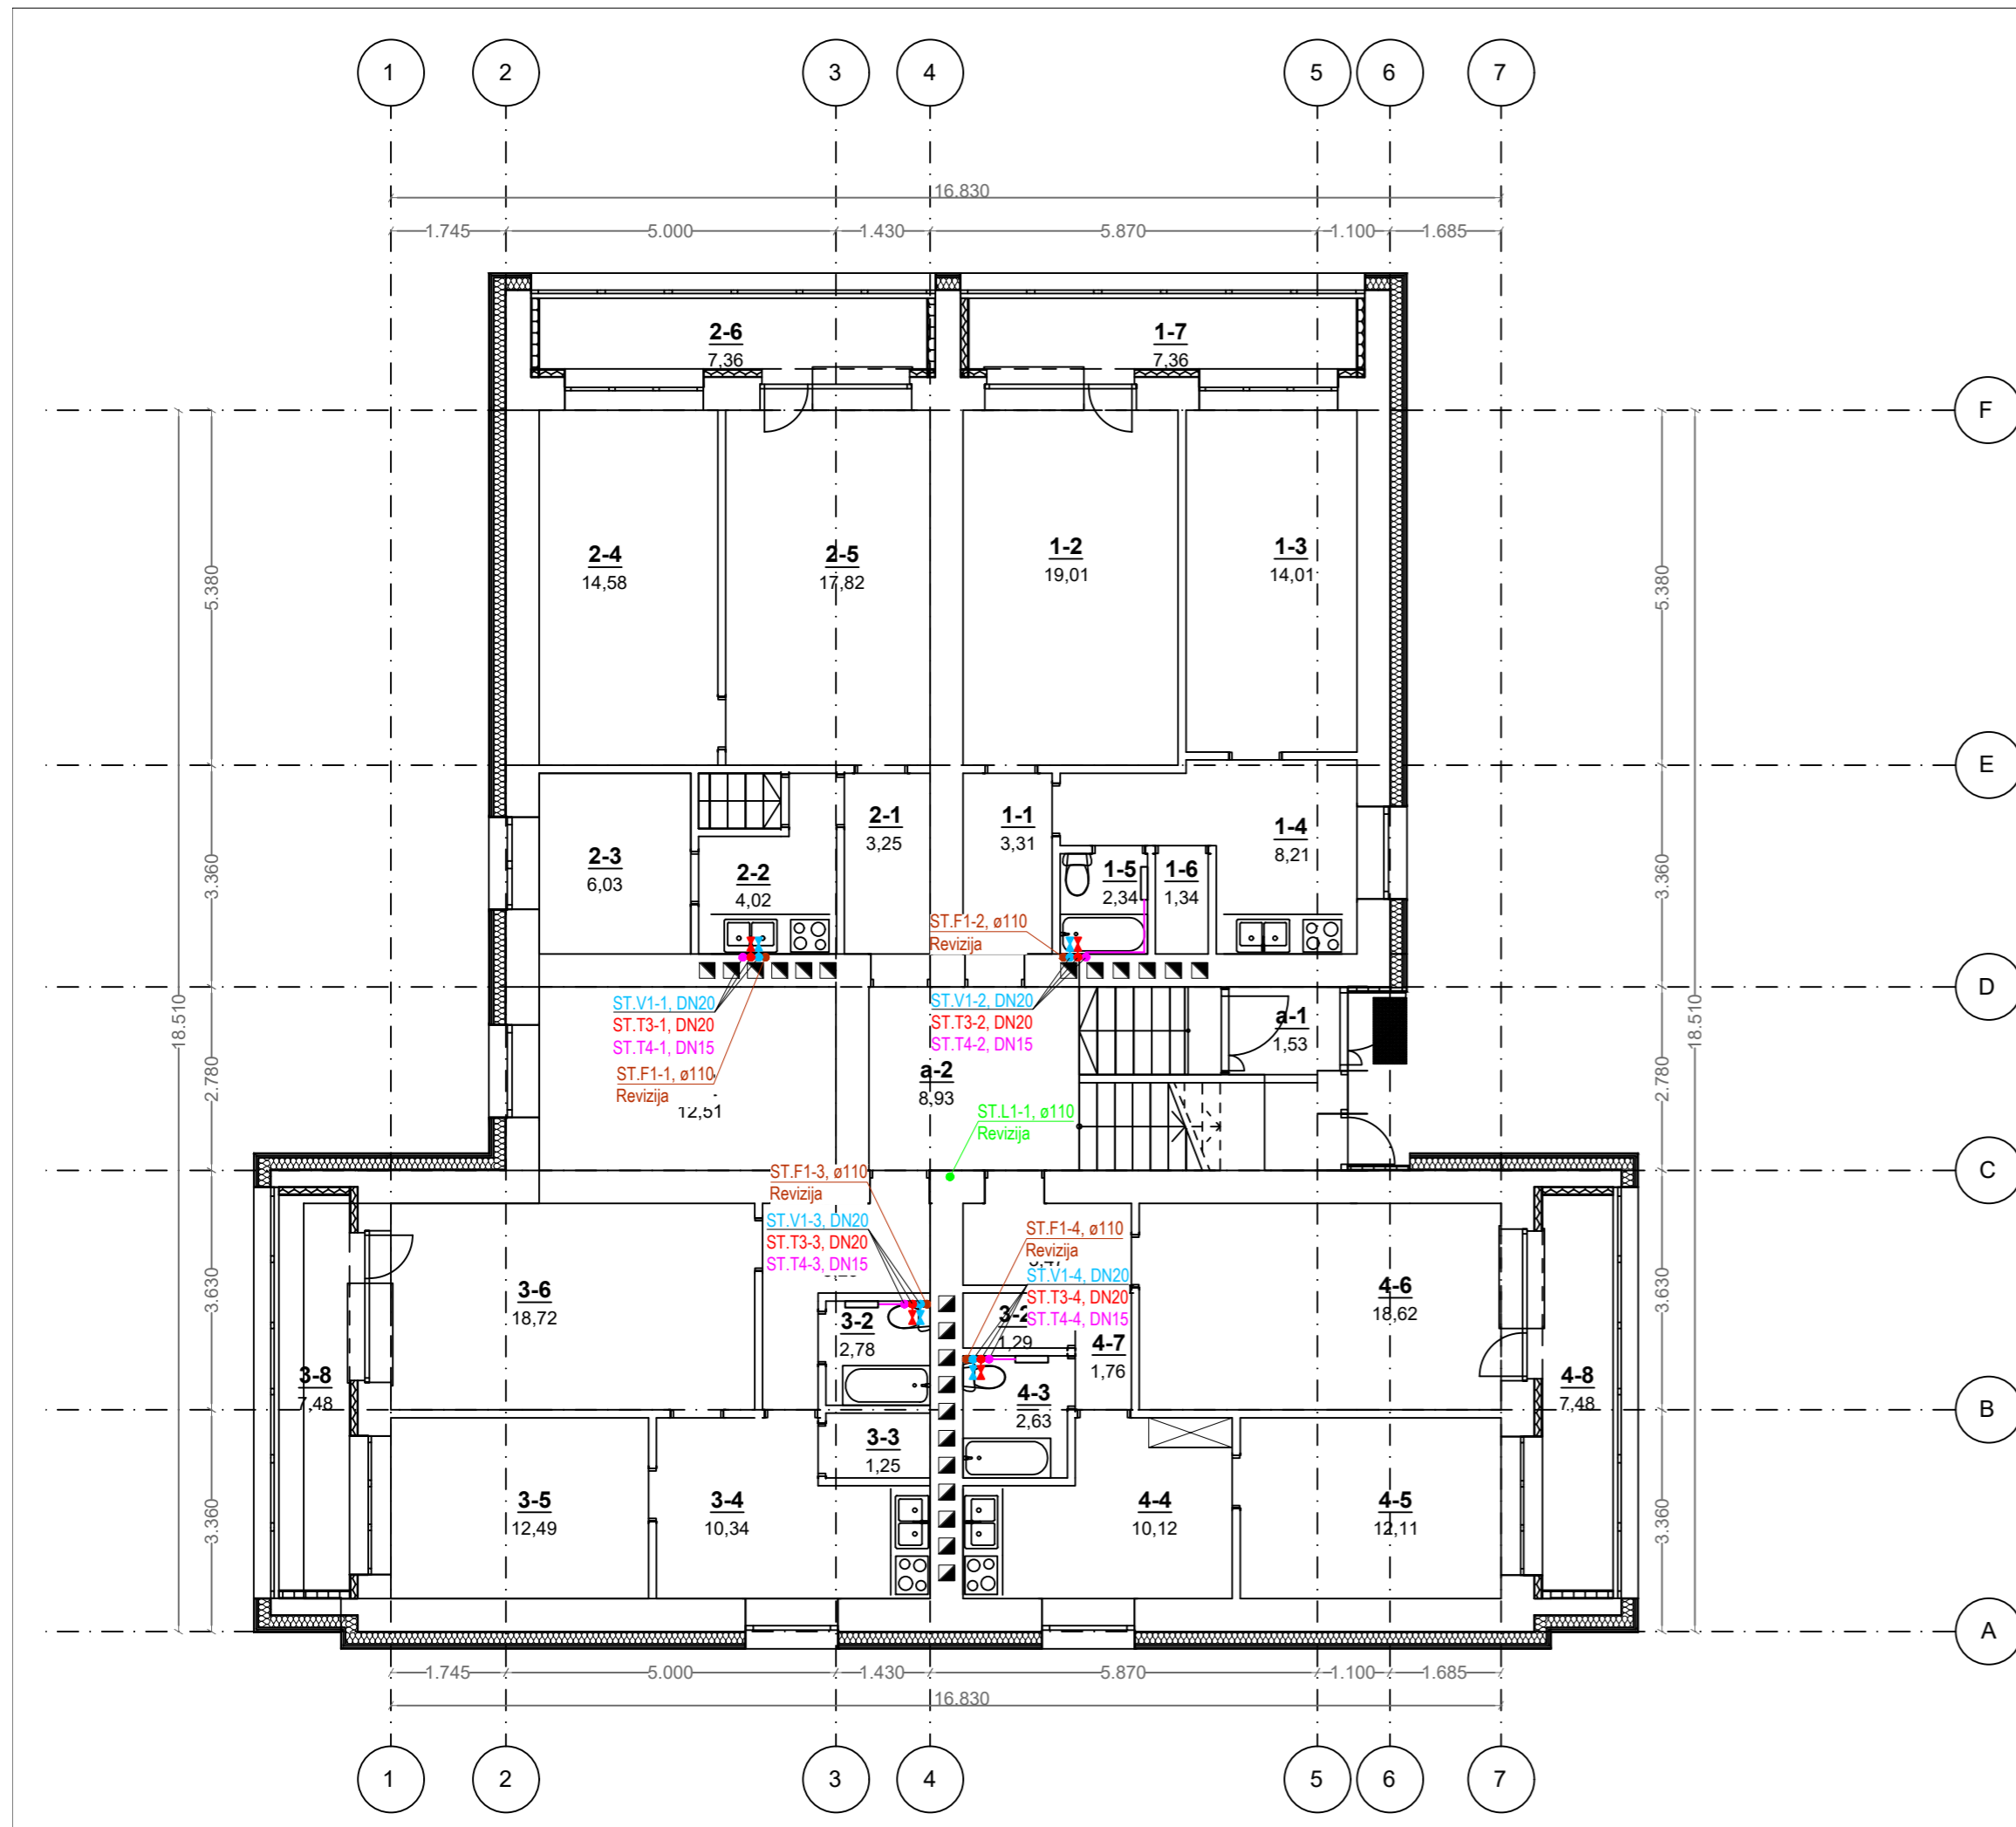 1 2 3 4 5 6 7
16.830
1.745 5.000 1.430 5.870 1.100 1.685
2-6
7,36
1-7
7,36
F
2-4
14,58
2-5
17,82
1-2
19,01
1-3
14,01
5.380
5.380
E
2-3
6,03
2-2
4,02
2-1
3,25
1-1
3,31
1-5
2,34
1-6
1,34
1-4
8,21
3.360
3.360
ST.F1-2, ø110
Revizija
D
ST.V1-1, DN20
ST.T3-1, DN20
ST.T4-1, DN15
ST.F1-1, ø110
Revizija
12,51
ST.V1-2, DN20
ST.T3-2, DN20
ST.T4-2, DN15
a-1
1,53
a-2
8,93
ST.L1-1, ø110
Revizija
18.510
18.510
2.780
2.780
C
ST.F1-3, ø110
Revizija
ST.V1-3, DN20
ST.T3-3, DN20
ST.T4-3, DN15
ST.F1-4, ø110
Revizija
ST.V1-4, DN20
ST.T3-4, DN20
ST.T4-4, DN15
3-6
18,72
3-2
2,78
3-2
1,29
4-7
1,76
4-6
18,62
3.630
3.630
3-8
7,48
4-3
2,63
4-8
7,48
B
3-3
1,25
3-5
12,49
3-4
10,34
4-4
10,12
4-5
12,11
3.360
3.360
A
1.745 5.000 1.430 5.870 1.100 1.685
16.830
1 2 3 4 5 6 7